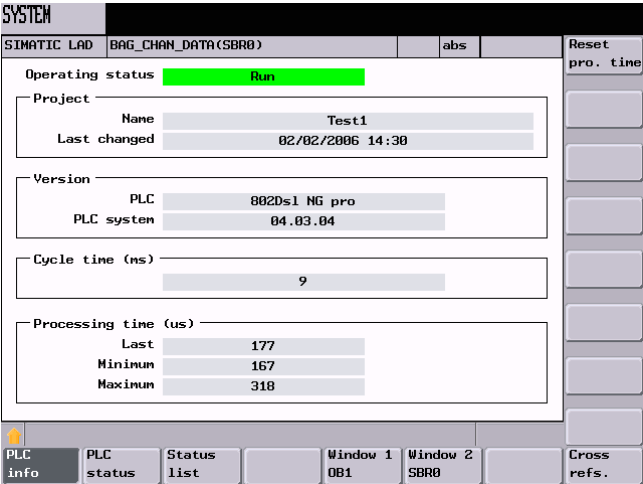 SYSTEM
SIMATIC LAD BAG_CHAN_DATA(SBR0) abs
Reset
pro. time
Operating status Run
Project
Name Test1
Last changed 02/02/2006 14:30
Version
PLC 802Dsl NG pro
PLC system 04.03.04
Cycle time (ms)
9
Processing time (us)
Last 177
Minimum 167
Maximum 318
PLC
info
PLC
status
Status
list
Window 1
OB1
Window 2
SBR0
Cross
refs.